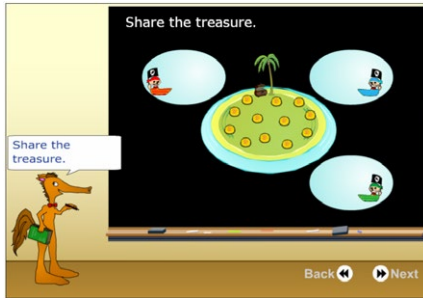 Share the treasure.
Share the
treasure.
Back
Next